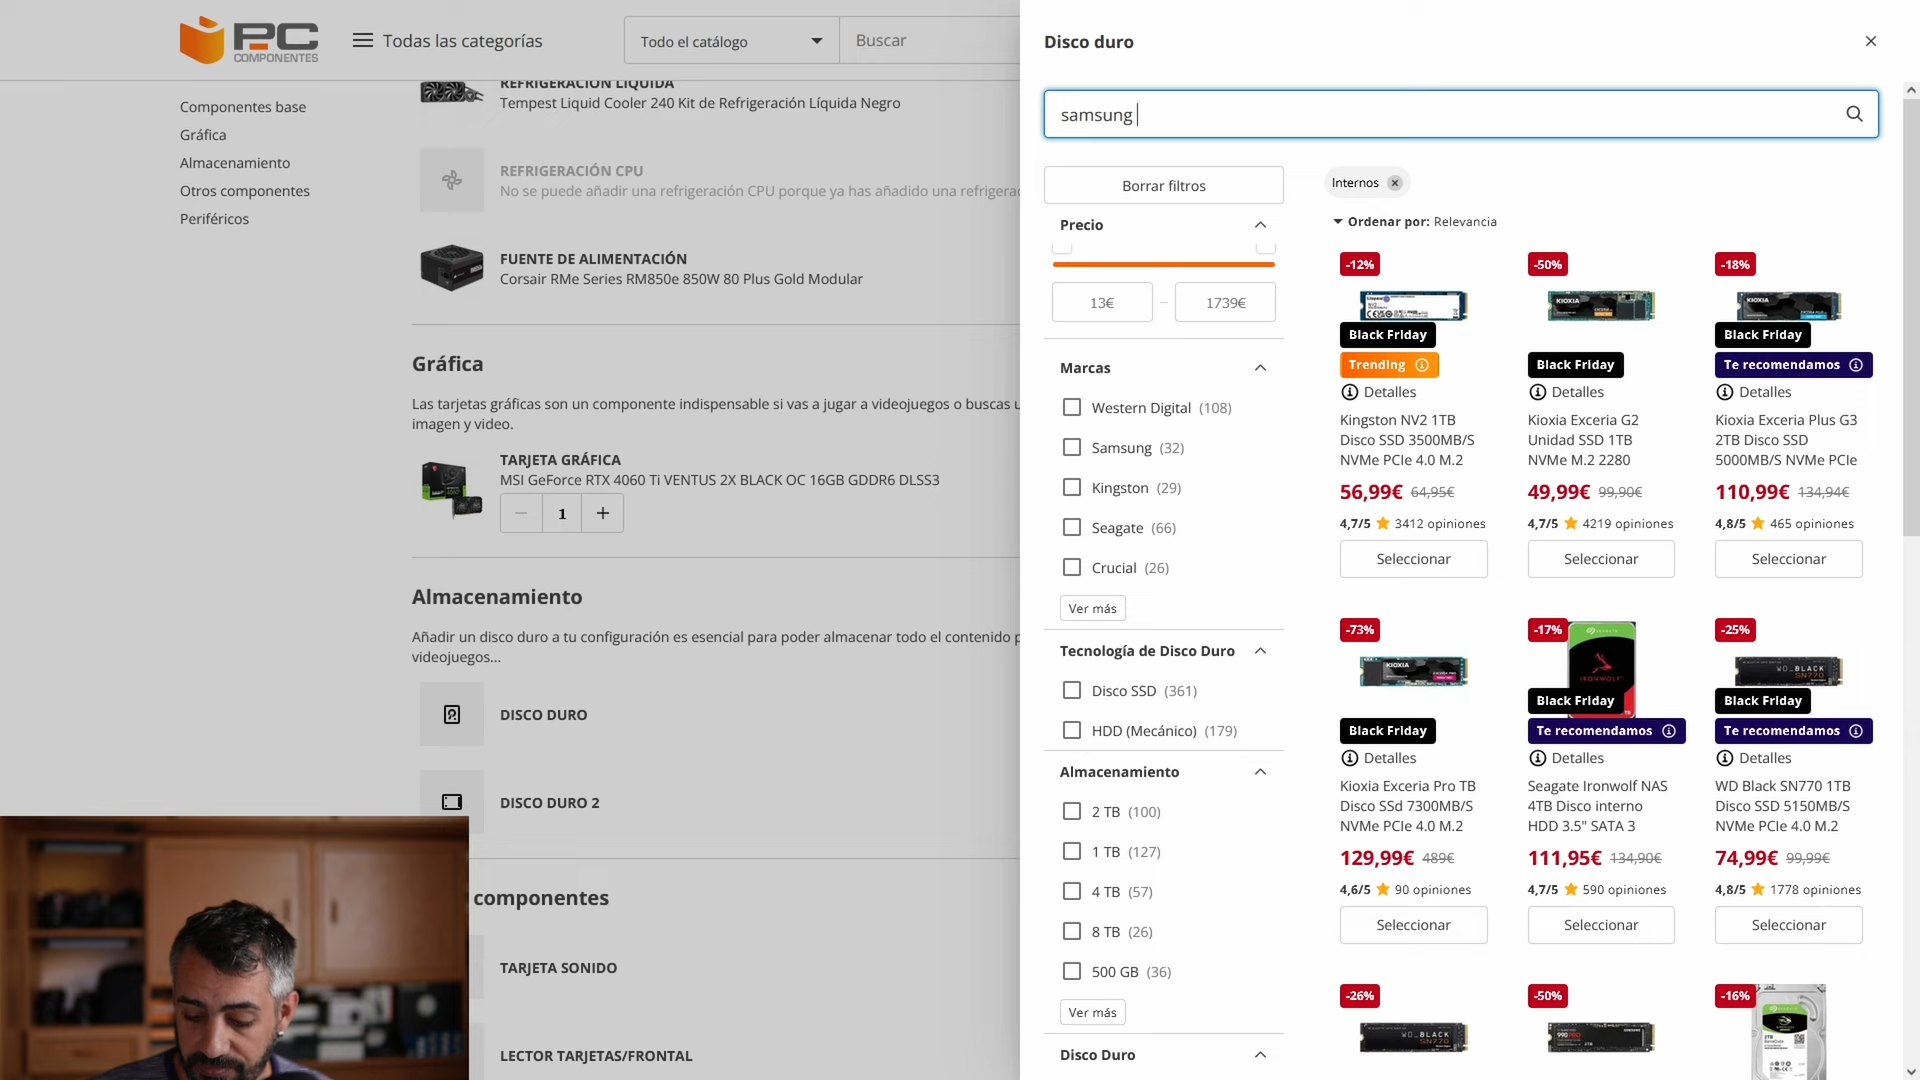 PC
COMPONENTES
Todas las categorías
Todo el catálogo
Buscar
Componentes base
Gráfica
Almacenamiento
Otros componentes
Periféricos
REFRIGERACIÓN LÍQUIDA
Tempest Liquid Cooler 240 Kit de Refrigeración Líquida Negro
REFRIGERACIÓN CPU
No se puede añadir una refrigeración CPU porque ya has añadido una refrigerac
FUENTE DE ALIMENTACIÓN
Corsair RMe Series RM850e 850W 80 Plus Gold Modular
Gráfica
Las tarjetas gráficas son un componente indispensable si vas a jugar a videojuegos o buscas u
imagen y video.
TARJETA GRÁFICA
MSI GeForce RTX 4060 Ti VENTUS 2X BLACK OC 16GB GDDR6 DLSS3
1
Almacenamiento
Añadir un disco duro a tu configuración es esencial para poder almacenar todo el contenido p
videojuegos...
DISCO DURO
DISCO DURO 2
componentes
TARJETA SONIDO
LECTOR TARJETAS/FRONTAL
Disco duro
samsung
Borrar filtros
Precio
13€ – 1739€
Marcas
Western Digital (108)
Samsung (32)
Kingston (29)
Seagate (66)
Crucial (26)
Ver más
Tecnología de Disco Duro
Disco SSD (361)
HDD (Mecánico) (179)
Almacenamiento
2 TB (100)
1 TB (127)
4 TB (57)
8 TB (26)
500 GB (36)
Ver más
Disco Duro
Internos
Ordenar por: Relevancia
-12%
Black Friday
Trending
Detalles
Kingston NV2 1TB
Disco SSD 3500MB/S
NVMe PCIe 4.0 M.2
56,99€ 64,95€
4,7/5 3412 opiniones
Seleccionar
-50%
KIOXIA
Black Friday
Detalles
Kioxia Exceria G2
Unidad SSD 1TB
NVMe M.2 2280
49,99€ 99,90€
4,7/5 4219 opiniones
Seleccionar
-18%
KIOXIA
Black Friday
Te recomendamos
Detalles
Kioxia Exceria Plus G3
2TB Disco SSD
5000MB/S NVMe PCIe
110,99€ 134,94€
4,8/5 465 opiniones
Seleccionar
-73%
KIOXIA
Black Friday
Detalles
Kioxia Exceria Pro TB
Disco SSd 7300MB/S
NVMe PCIe 4.0 M.2
129,99€ 489€
4,6/5 90 opiniones
Seleccionar
-17%
IRONWOLF
Black Friday
Te recomendamos
Detalles
Seagate Ironwolf NAS
4TB Disco interno
HDD 3.5" SATA 3
111,95€ 134,90€
4,7/5 590 opiniones
Seleccionar
-25%
WD_BLACK
SN770
Black Friday
Te recomendamos
Detalles
WD Black SN770 1TB
Disco SSD 5150MB/S
NVMe PCIe 4.0 M.2
74,99€ 99,99€
4,8/5 1778 opiniones
Seleccionar
-26%
WD_BLACK
SN770
-50%
990 PRO
-16%